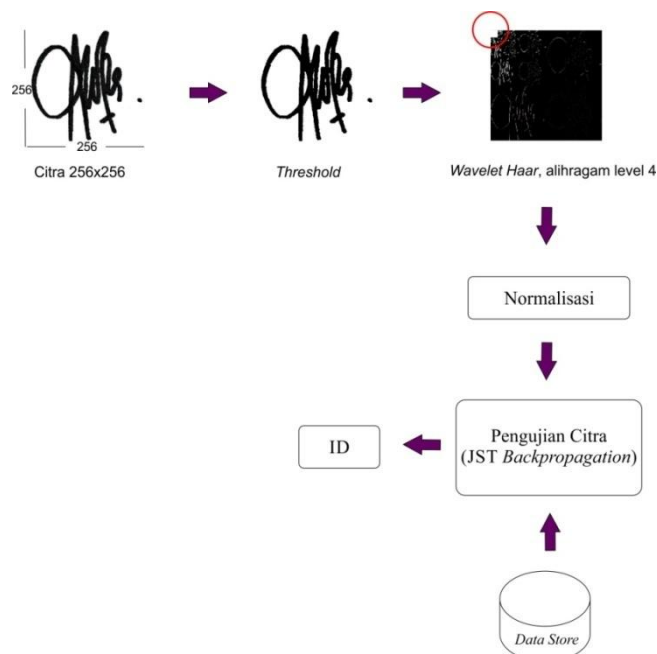 256
256
Citra 256x256
Threshold
Wavelet Haar, alihragam level 4
Normalisasi
Pengujian Citra
(JST Backpropagation)
ID
Data Store